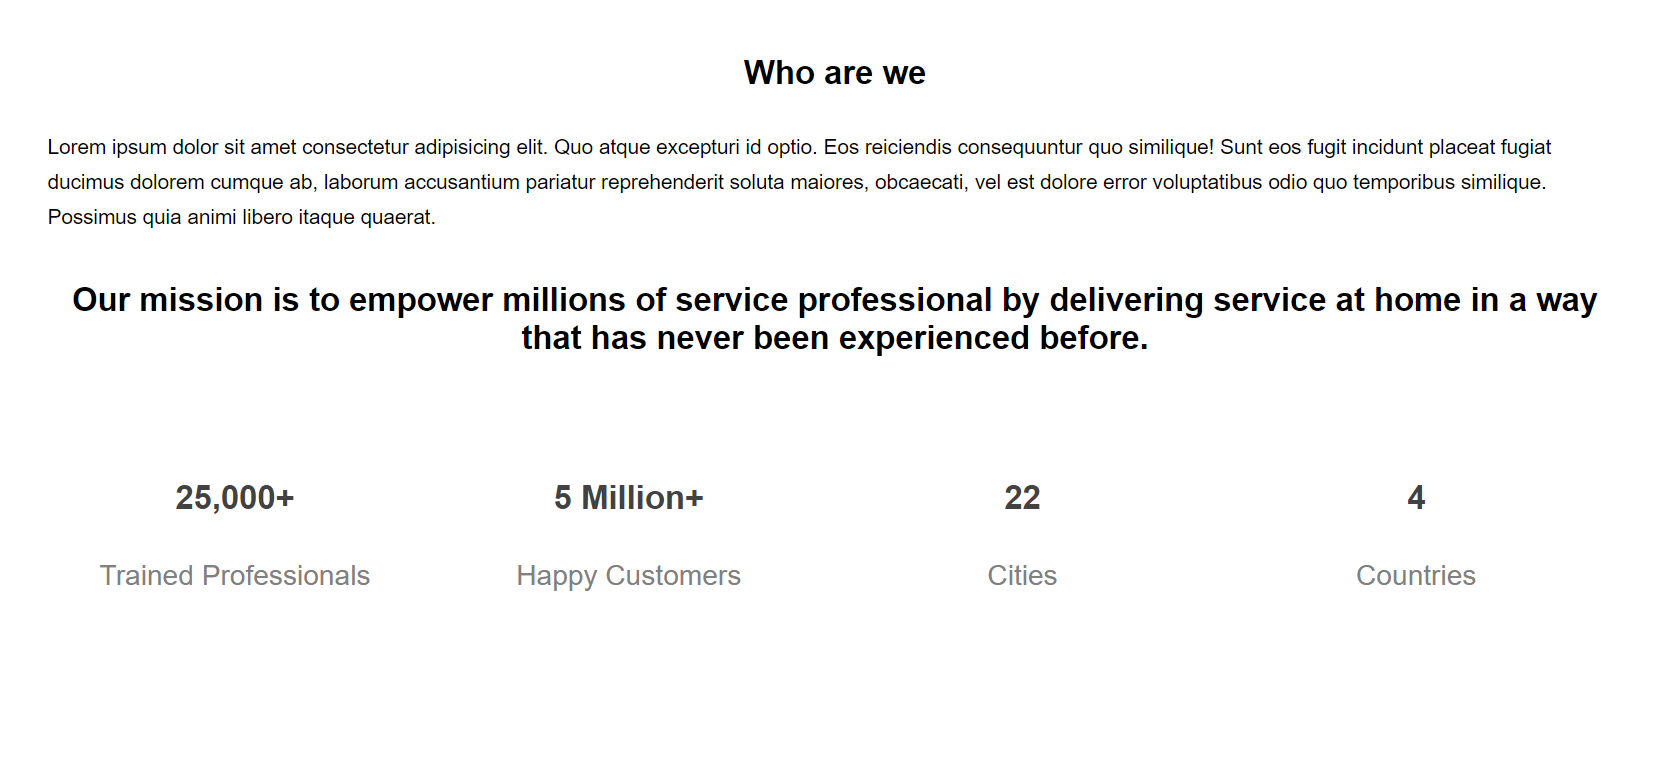 Who are we
Lorem ipsum dolor sit amet consectetur adipisicing elit. Quo atque excepturi id optio. Eos reiciendis consequuntur quo similique! Sunt eos fugit incidunt placeat fugiat
ducimus dolorem cumque ab, laborum accusantium pariatur reprehenderit soluta maiores, obcaecati, vel est dolore error voluptatibus odio quo temporibus similique.
Possimus quia animi libero itaque quaerat.
Our mission is to empower millions of service professional by delivering service at home in a way
that has never been experienced before.
25,000+
Trained Professionals
5 Million+
Happy Customers
22
Cities
4
Countries